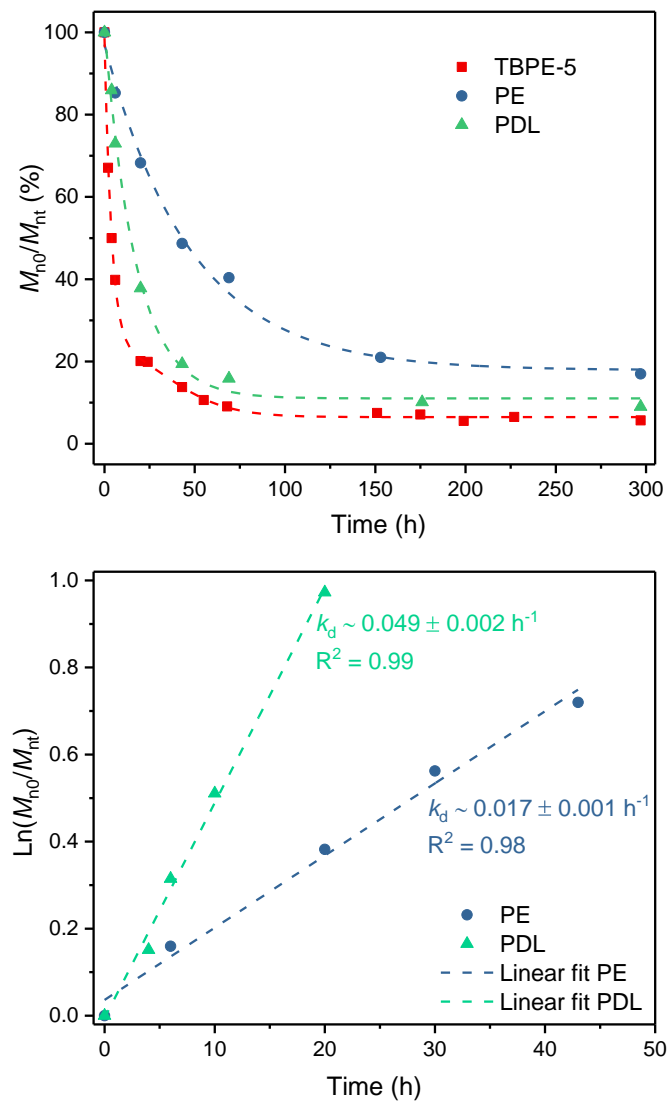 100
80
60
40
20
0
M_n0/M_nt (%)
TBPE-5
PE
PDL
0 50 100 150 200 250 300
Time (h)
1.0
0.8
0.6
0.4
0.2
0.0
Ln(M_n0/M_nt)
k_d ~ 0.049 ± 0.002 h⁻¹
R² = 0.99
k_d ~ 0.017 ± 0.001 h⁻¹
R² = 0.98
PE
PDL
Linear fit PE
Linear fit PDL
0 10 20 30 40 50
Time (h)